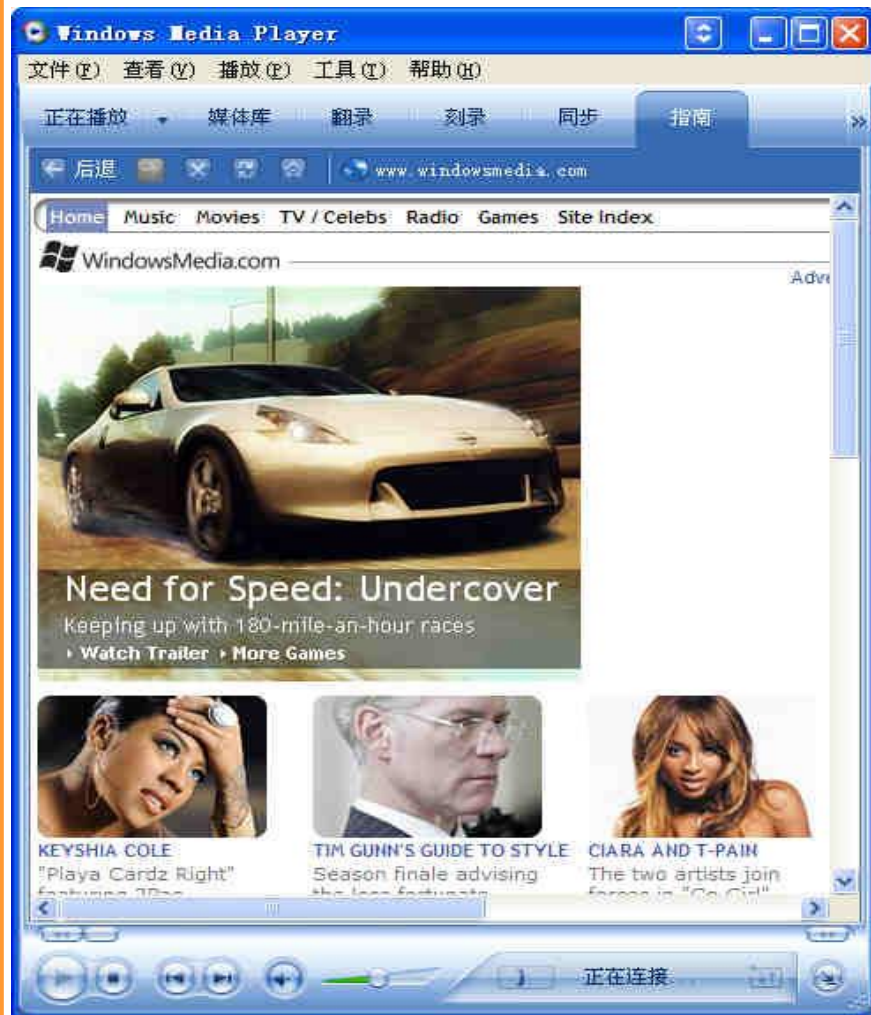 Windows Media Player
文件(F) 查看(V) 播放(P) 工具(T) 帮助(H)
正在播放 媒体库 翻录 刻录 同步 指南 »
后退 www.windowsmedia.com
Home Music Movies TV / Celebs Radio Games Site Index
WindowsMedia.com
Need for Speed: Undercover
Keeping up with 180-mile-an-hour races
Watch Trailer More Games
KEYSHIA COLE TIM GUNN'S GUIDE TO STYLE CIARA AND T-PAIN
"Playa Cardz Right" Season finale advising The two artists join
正在连接...